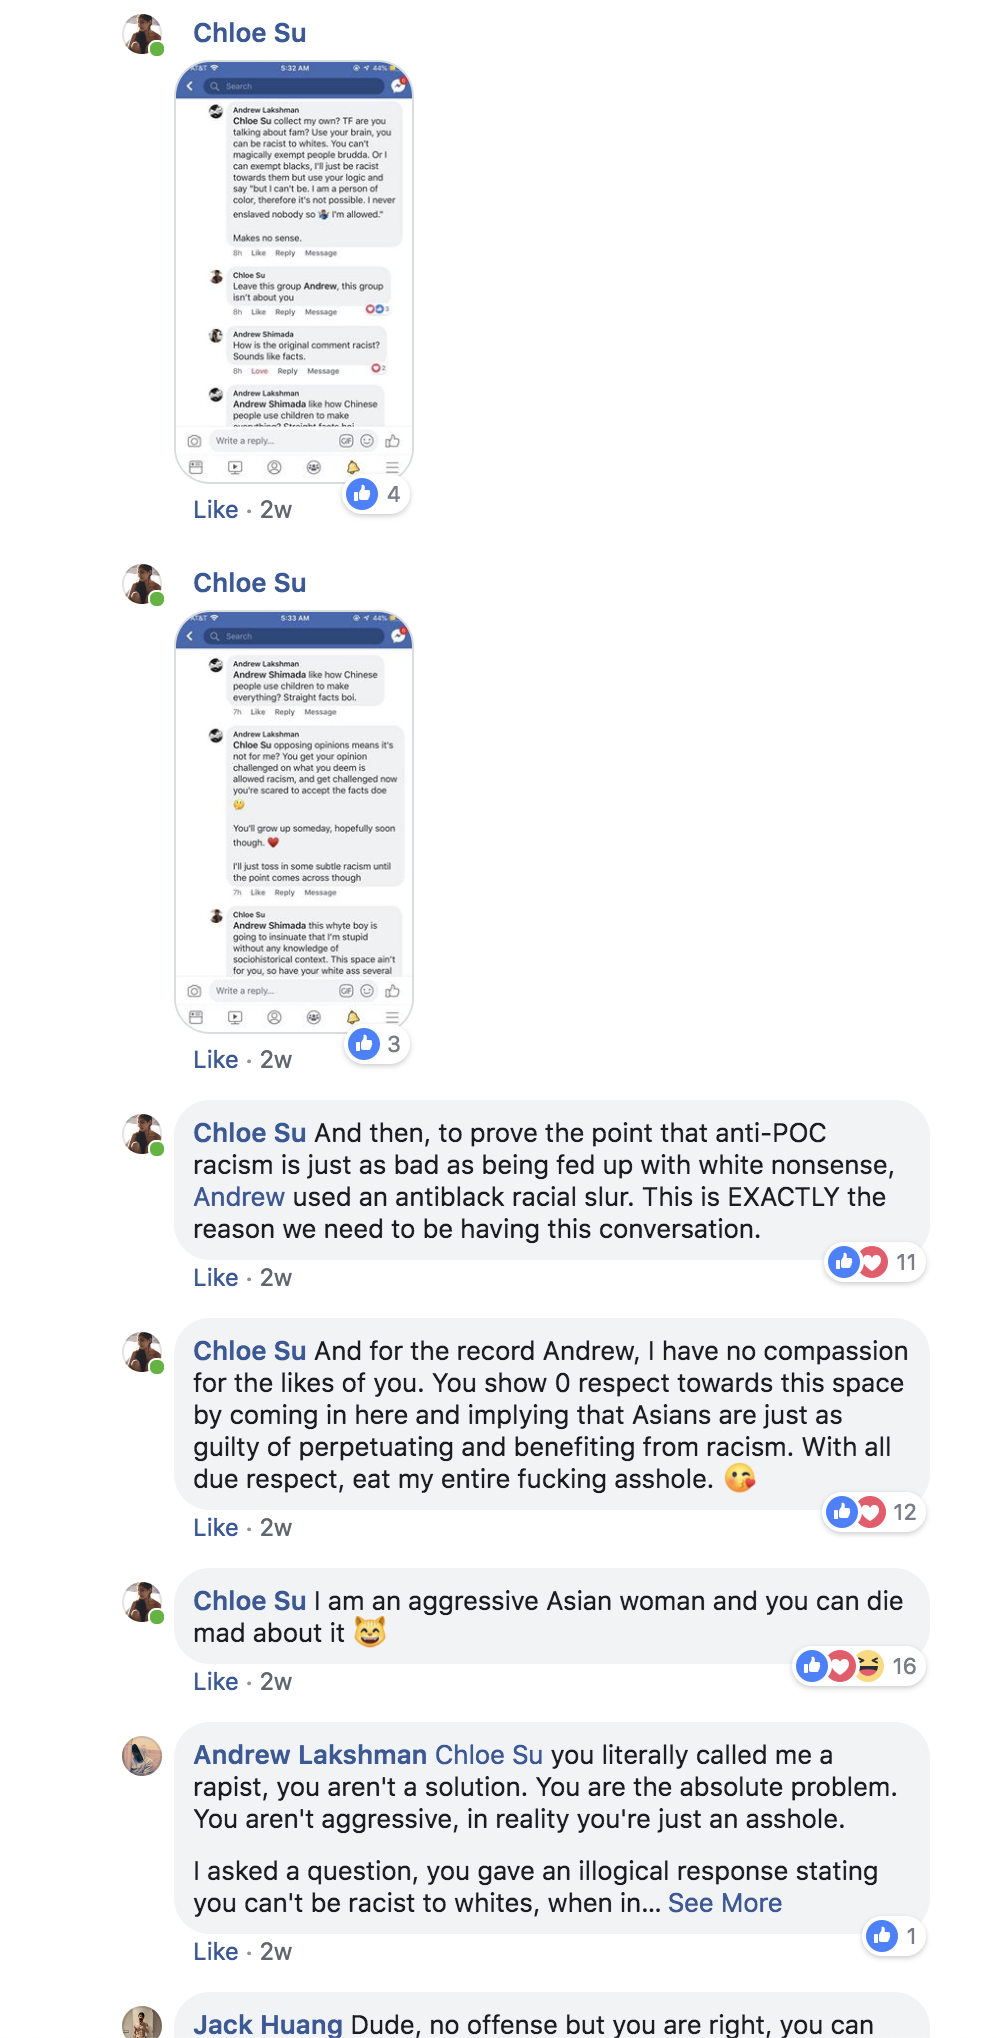 Chloe Su
AT&T 5:32 AM 44%
Search
Andrew Lakshman
Chloe Su collect my own? TF are you
talking about fam? Use your brain, you
can be racist to whites. You can't
magically exempt people brudda. Or I
can exempt blacks, I'll just be racist
towards them but use your logic and
say "but I can't be. I am a person of
color, therefore it's not possible. I never
enslaved nobody so 🤷 I'm allowed."
Makes no sense.
8h Like Reply Message
Chloe Su
Leave this group Andrew, this group
isn't about you
8h Like Reply Message 3
Andrew Shimada
How is the original comment racist?
Sounds like facts.
8h Love Reply Message 2
Andrew Lakshman
Andrew Shimada like how Chinese
people use children to make
everything? Straight facts boi.
Write a reply... GIF
Like · 2w 4
Chloe Su
AT&T 5:33 AM 44%
Search
Andrew Lakshman
Andrew Shimada like how Chinese
people use children to make
everything? Straight facts boi.
7h Like Reply Message
Andrew Lakshman
Chloe Su opposing opinions means it's
not for me? You get your opinion
challenged on what you deem is
allowed racism, and get challenged now
you're scared to accept the facts doe
🤔
You'll grow up someday, hopefully soon
though. ❤️
I'll just toss in some subtle racism until
the point comes across though
7h Like Reply Message
Chloe Su
Andrew Shimada this whyte boy is
going to insinuate that I'm stupid
without any knowledge of
sociohistorical context. This space ain't
for you, so have your white ass several
Write a reply... GIF
Like · 2w 3
Chloe Su And then, to prove the point that anti-POC
racism is just as bad as being fed up with white nonsense,
Andrew used an antiblack racial slur. This is EXACTLY the
reason we need to be having this conversation.
Like · 2w 11
Chloe Su And for the record Andrew, I have no compassion
for the likes of you. You show 0 respect towards this space
by coming in here and implying that Asians are just as
guilty of perpetuating and benefiting from racism. With all
due respect, eat my entire fucking asshole. 😘
Like · 2w 12
Chloe Su I am an aggressive Asian woman and you can die
mad about it 😸
Like · 2w 16
Andrew Lakshman Chloe Su you literally called me a
rapist, you aren't a solution. You are the absolute problem.
You aren't aggressive, in reality you're just an asshole.
I asked a question, you gave an illogical response stating
you can't be racist to whites, when in... See More
Like · 2w 1
Jack Huang Dude, no offense but you are right, you can